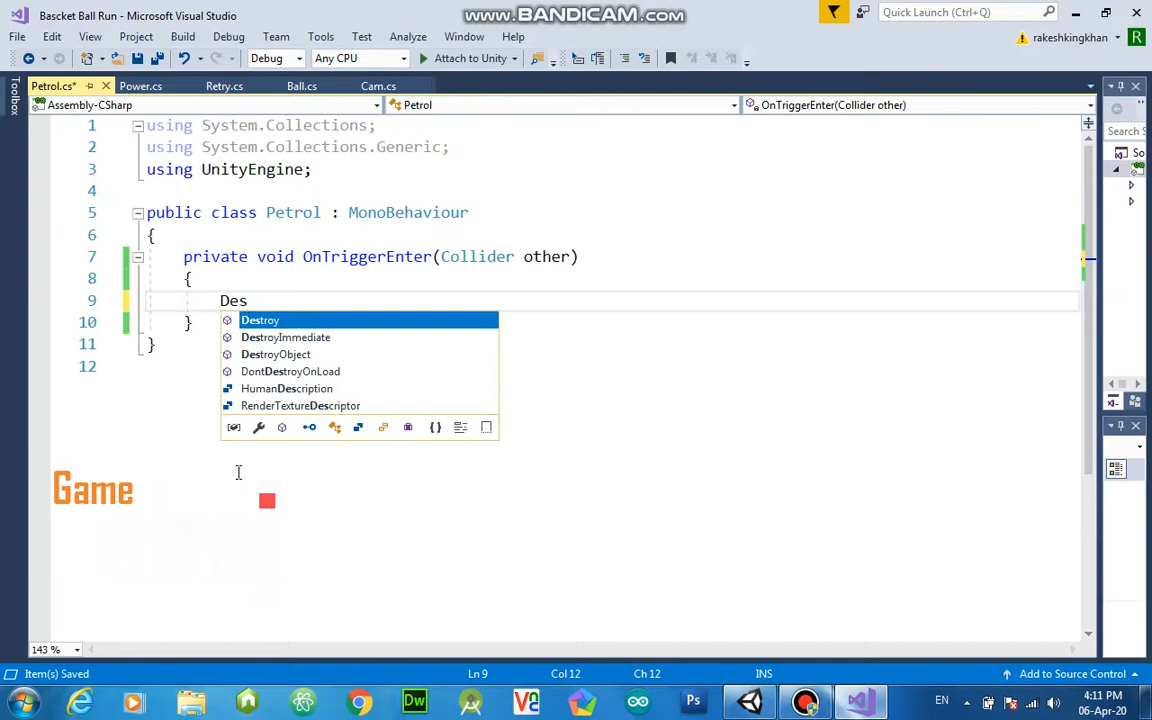 Bascket Ball Run - Microsoft Visual Studio
www.BANDICAM.com
Quick Launch (Ctrl+Q)
File Edit View Project Build Debug Team Tools Test Analyze Window Help
rakeshkingkhan R
Debug Any CPU Attach to Unity
Toolbox
Petrol.cs* Power.cs Retry.cs Ball.cs Cam.cs
Assembly-CSharp Petrol OnTriggerEnter(Collider other)
Search S
So
1 using System.Collections;
2 using System.Collections.Generic;
3 using UnityEngine;
4
5 public class Petrol : MonoBehaviour
6 {
7 private void OnTriggerEnter(Collider other)
8 {
9 Des
10 }
11 }
12
Destroy
DestroyImmediate
DestroyObject
DontDestroyOnLoad
HumanDescription
RenderTextureDescriptor
Game
143 %
Item(s) Saved Ln 9 Col 12 Ch 12 INS Add to Source Control
Dw Ps EN 4:11 PM
06-Apr-20